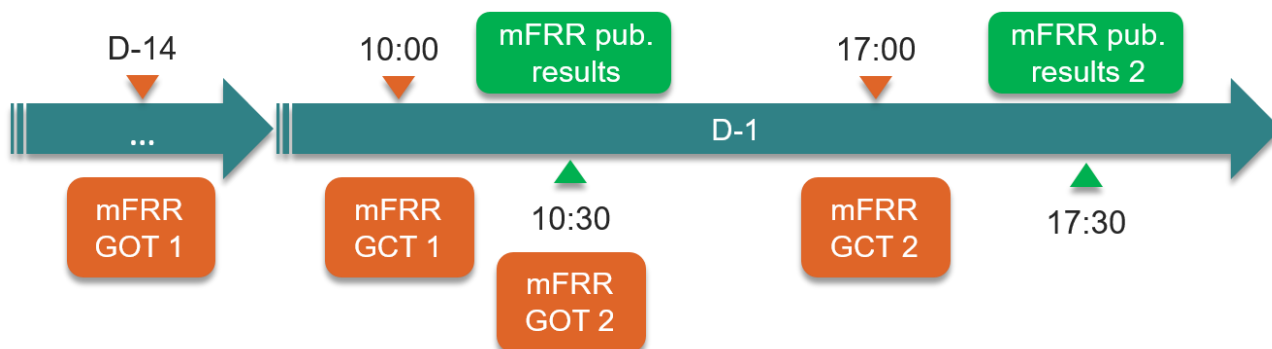 D-14
10:00
mFRR pub.
results
17:00
mFRR pub.
results 2
...
D-1
mFRR
GOT 1
mFRR
GCT 1
10:30
mFRR
GOT 2
mFRR
GCT 2
17:30